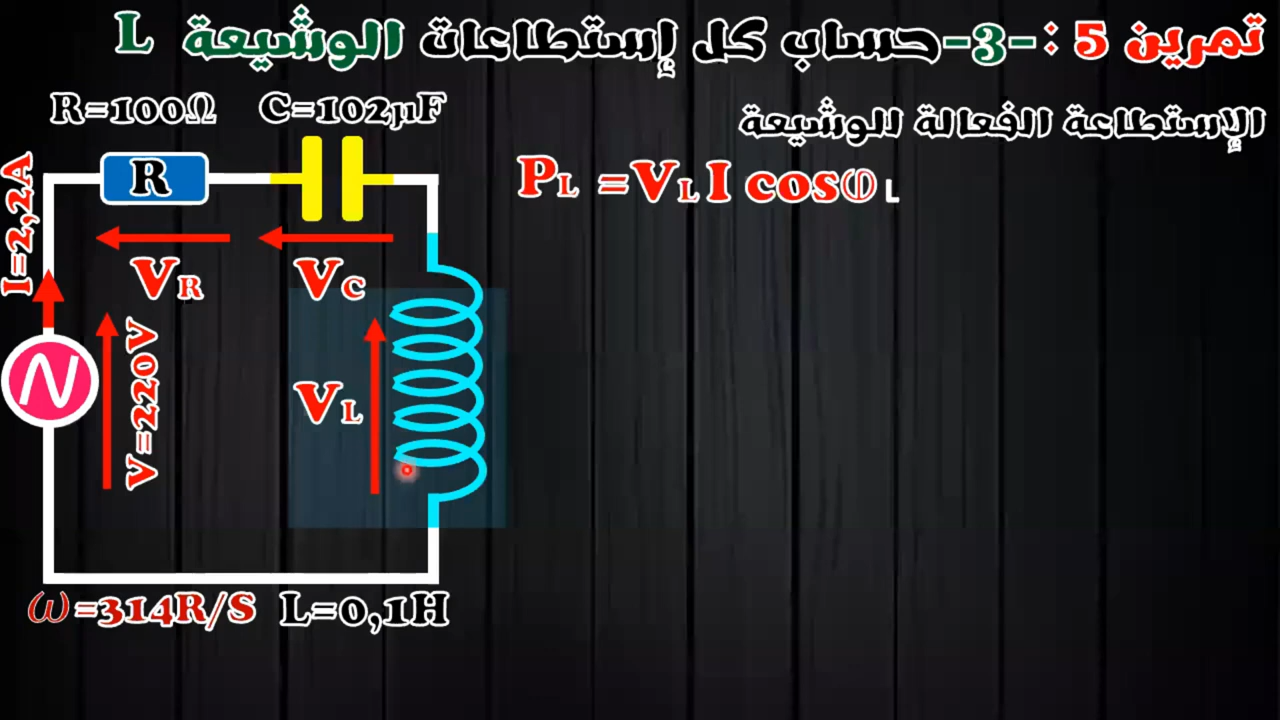 تمرين 5 :-3-حساب كل إستطاعات الوشيعة L
الإستطاعة الفعالة للوشيعة
R=100Ω C=102μF
PL =VL I cosφ L
R
I=2,2A
VR
VC
V=220V
VL
N
ω=314R/S L=0,1H